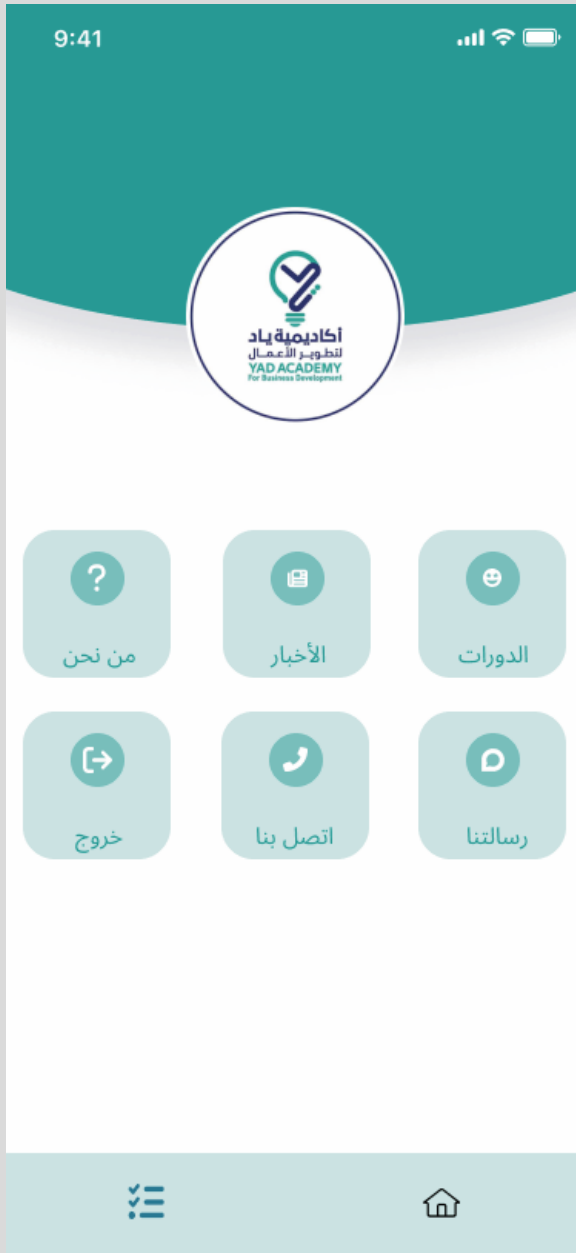 9:41
أكاديمية ياد
لتطوير الأعمال
YAD ACADEMY
For Business Development
الدورات
الأخبار
من نحن
رسالتنا
اتصل بنا
خروج